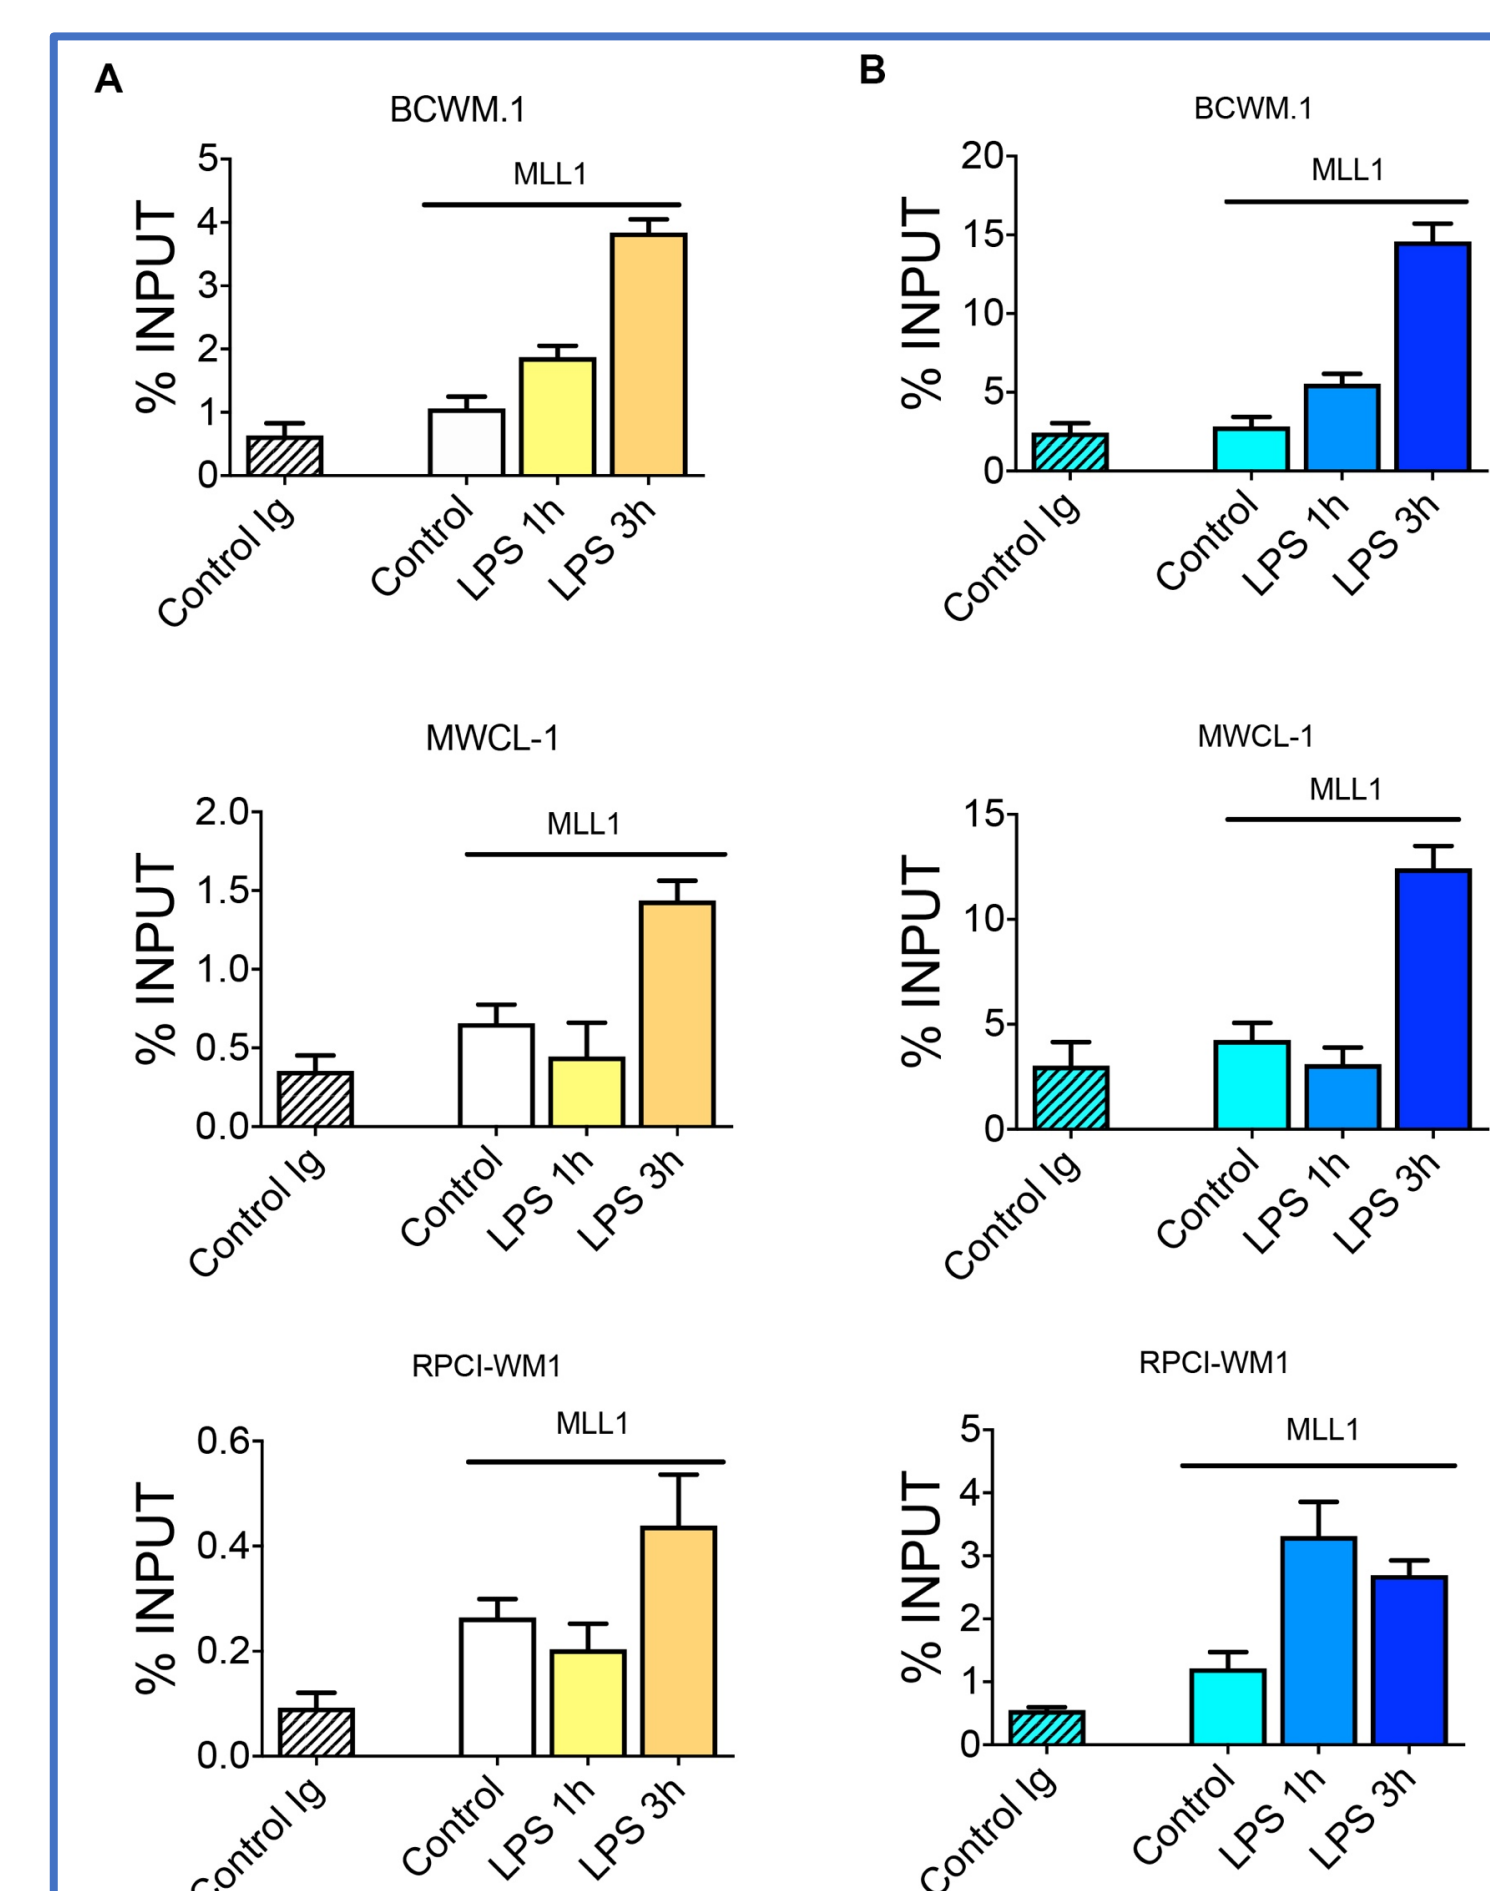 A
BCWM.1
MLL1
% INPUT
5
4
3
2
1
0
Control Ig
Control
LPS 1h
LPS 3h
B
BCWM.1
MLL1
% INPUT
20
15
10
5
0
Control Ig
Control
LPS 1h
LPS 3h
MWCL-1
MLL1
% INPUT
2.0
1.5
1.0
0.5
0.0
Control Ig
Control
LPS 1h
LPS 3h
MWCL-1
MLL1
% INPUT
15
10
5
0
Control Ig
Control
LPS 1h
LPS 3h
RPCI-WM1
MLL1
% INPUT
0.6
0.4
0.2
0.0
Control Ig
Control
LPS 1h
LPS 3h
RPCI-WM1
MLL1
% INPUT
5
4
3
2
1
0
Control Ig
Control
LPS 1h
LPS 3h